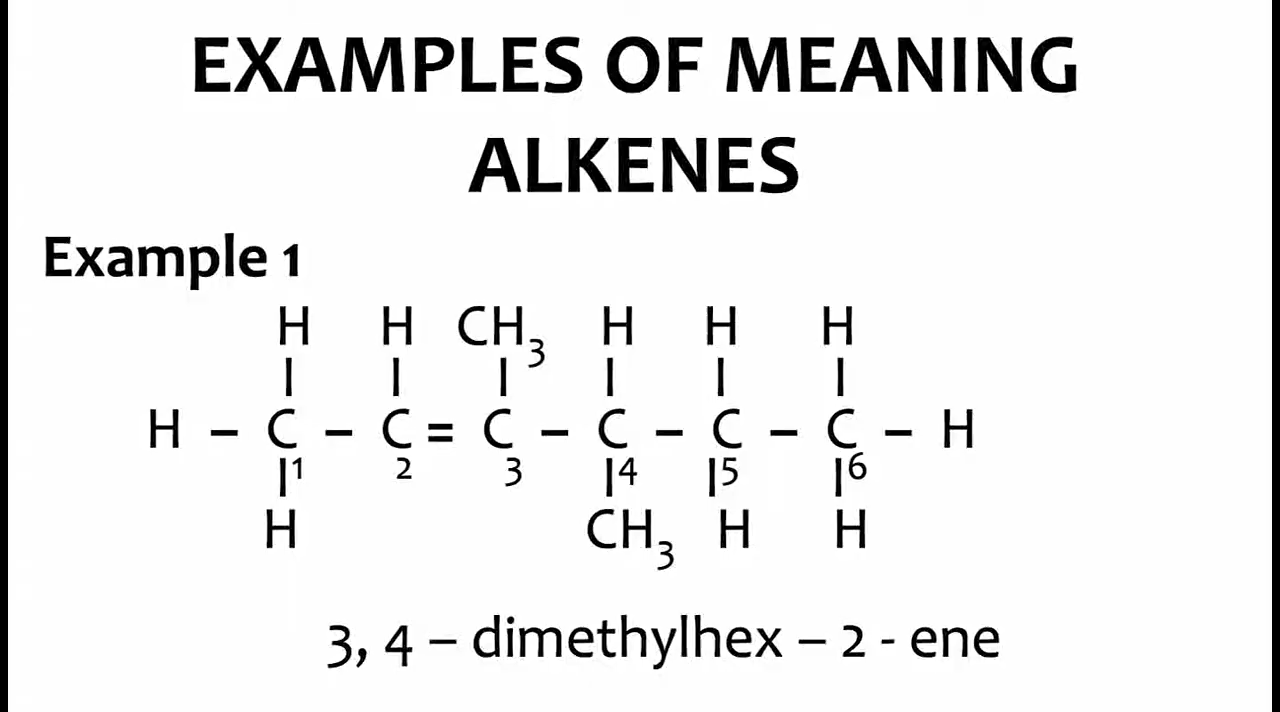 EXAMPLES OF MEANING
ALKENES
Example 1
H H CH3 H H H
| | | | | |
H – C – C = C – C – C – C – H
|1 2 3 |4 |5 |6
H CH3 H H
3, 4 – dimethylhex – 2 - ene